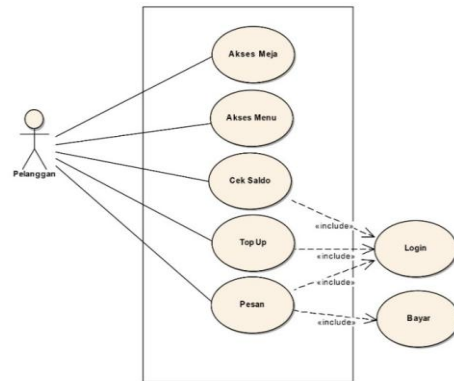 Akses Meja
Akses Menu
Pelanggan
Cek Saldo
«include»
Top Up
Login
«include»
«include»
Pesan
Bayar
«include»